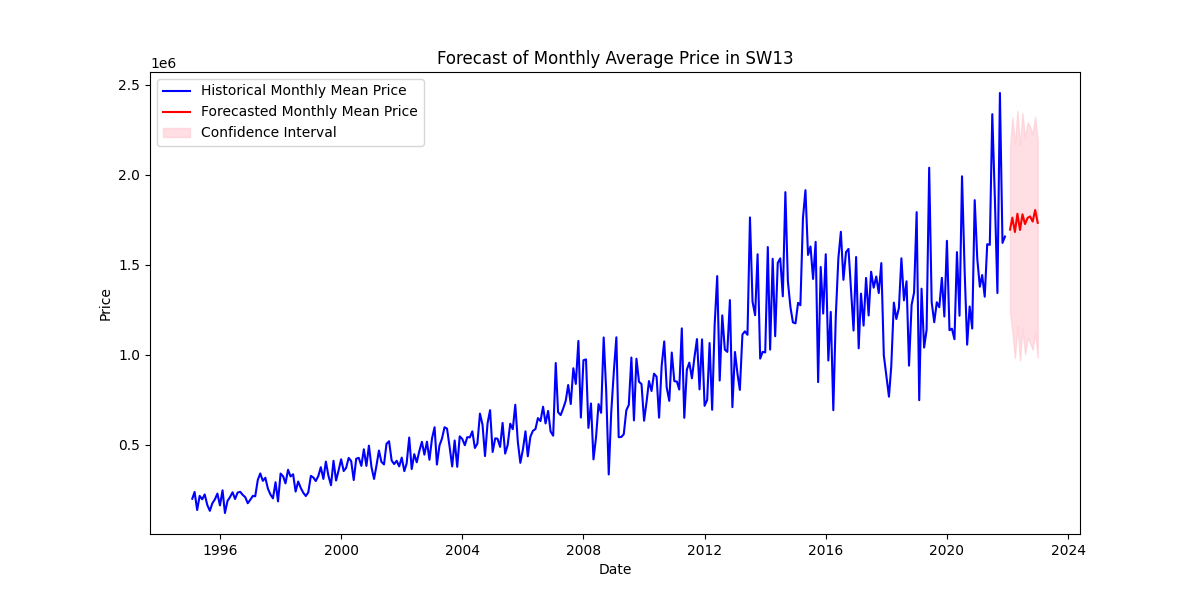 Forecast of Monthly Average Price in SW13
1e6
2.5
2.0
1.5
1.0
0.5
Price
Historical Monthly Mean Price
Forecasted Monthly Mean Price
Confidence Interval
1996 2000 2004 2008 2012 2016 2020 2024
Date